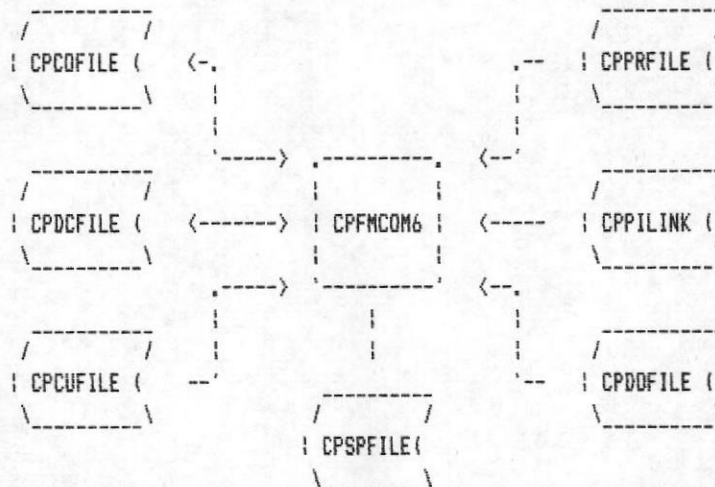 CPCOFILE ( CPPRFILE (
CPDCFILE ( CPFMCOM6 CPPILINK (
CPCUFILE ( CPDOFILE (
CPSPFILE(